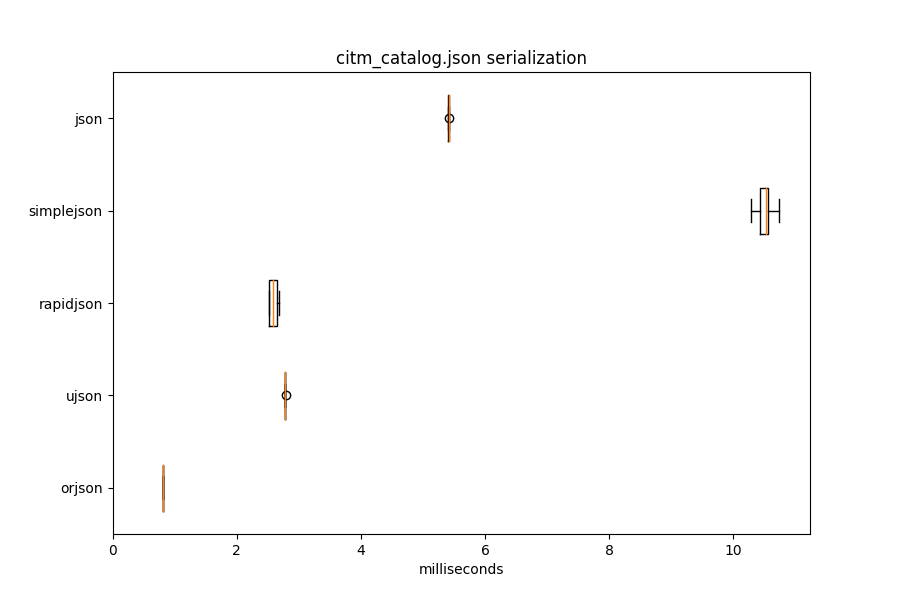 citm_catalog.json serialization
json
simplejson
rapidjson
ujson
orjson
0 2 4 6 8 10
milliseconds